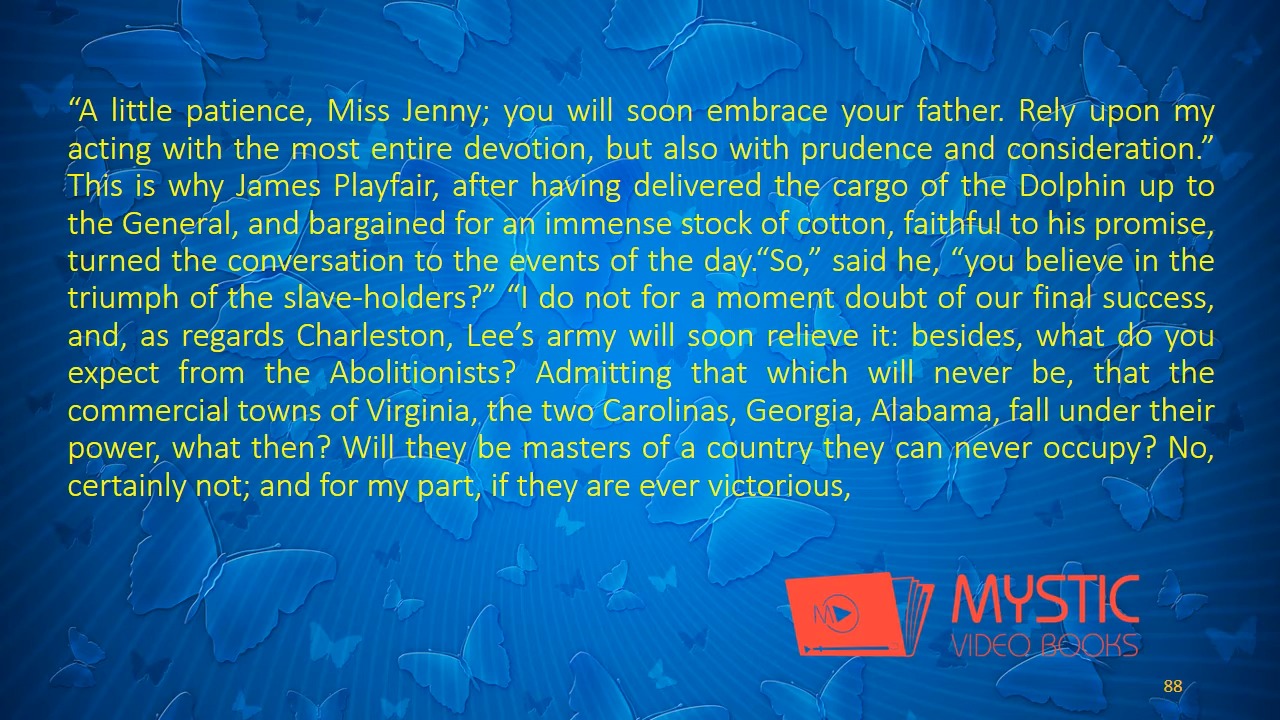 “A little patience, Miss Jenny; you will soon embrace your father. Rely upon my
acting with the most entire devotion, but also with prudence and consideration.”
This is why James Playfair, after having delivered the cargo of the Dolphin up to
the General, and bargained for an immense stock of cotton, faithful to his promise,
turned the conversation to the events of the day.“So,” said he, “you believe in the
triumph of the slave-holders?” “I do not for a moment doubt of our final success,
and, as regards Charleston, Lee’s army will soon relieve it: besides, what do you
expect from the Abolitionists? Admitting that which will never be, that the
commercial towns of Virginia, the two Carolinas, Georgia, Alabama, fall under their
power, what then? Will they be masters of a country they can never occupy? No,
certainly not; and for my part, if they are ever victorious,
MYSTIC
VIDEO BOOKS
88